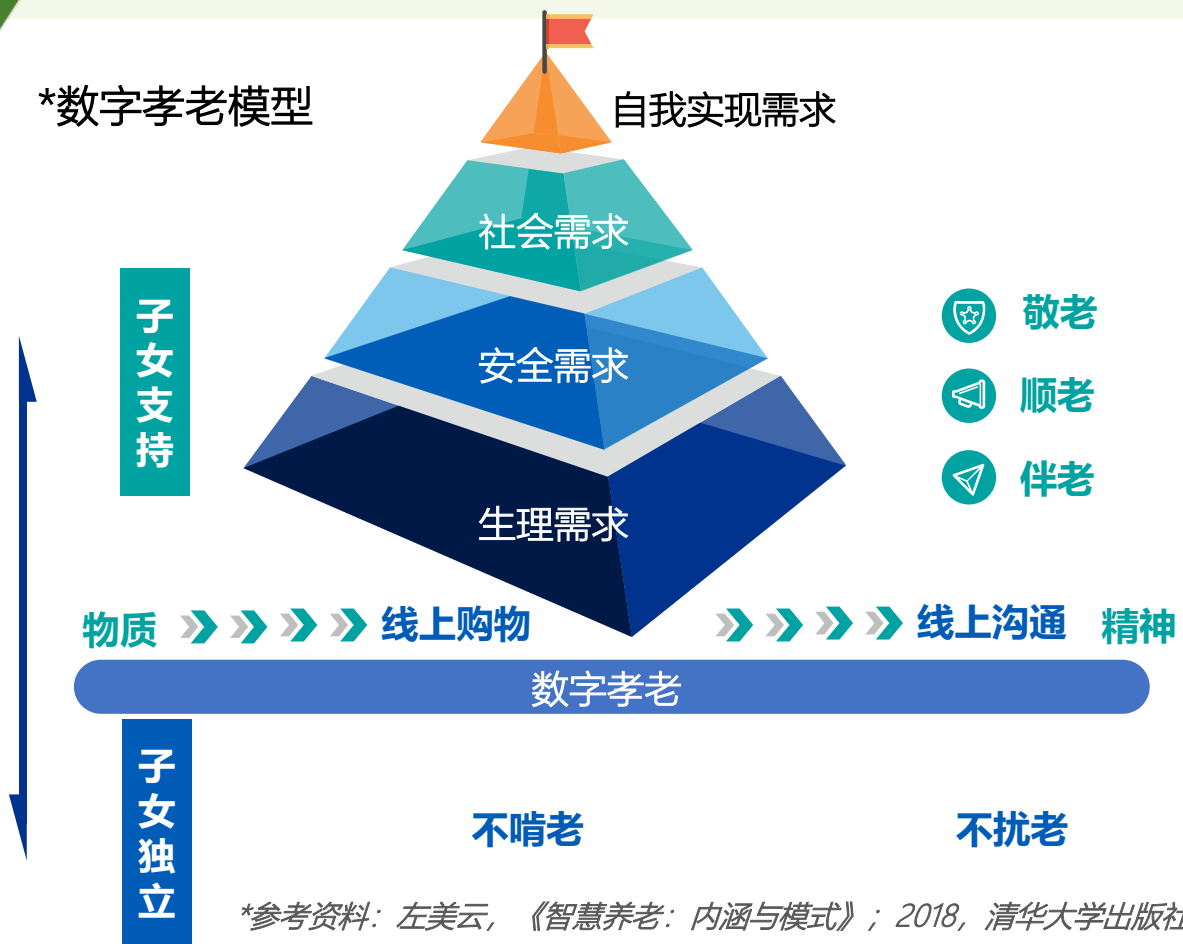 *数字孝老模型
自我实现需求
社会需求
安全需求
生理需求
子女支持
敬老
顺老
伴老
物质
线上购物
线上沟通
精神
数字孝老
子女独立
不啃老
不扰老
*参考资料：左美云，《智慧养老：内涵与模式》；2018，清华大学出版社